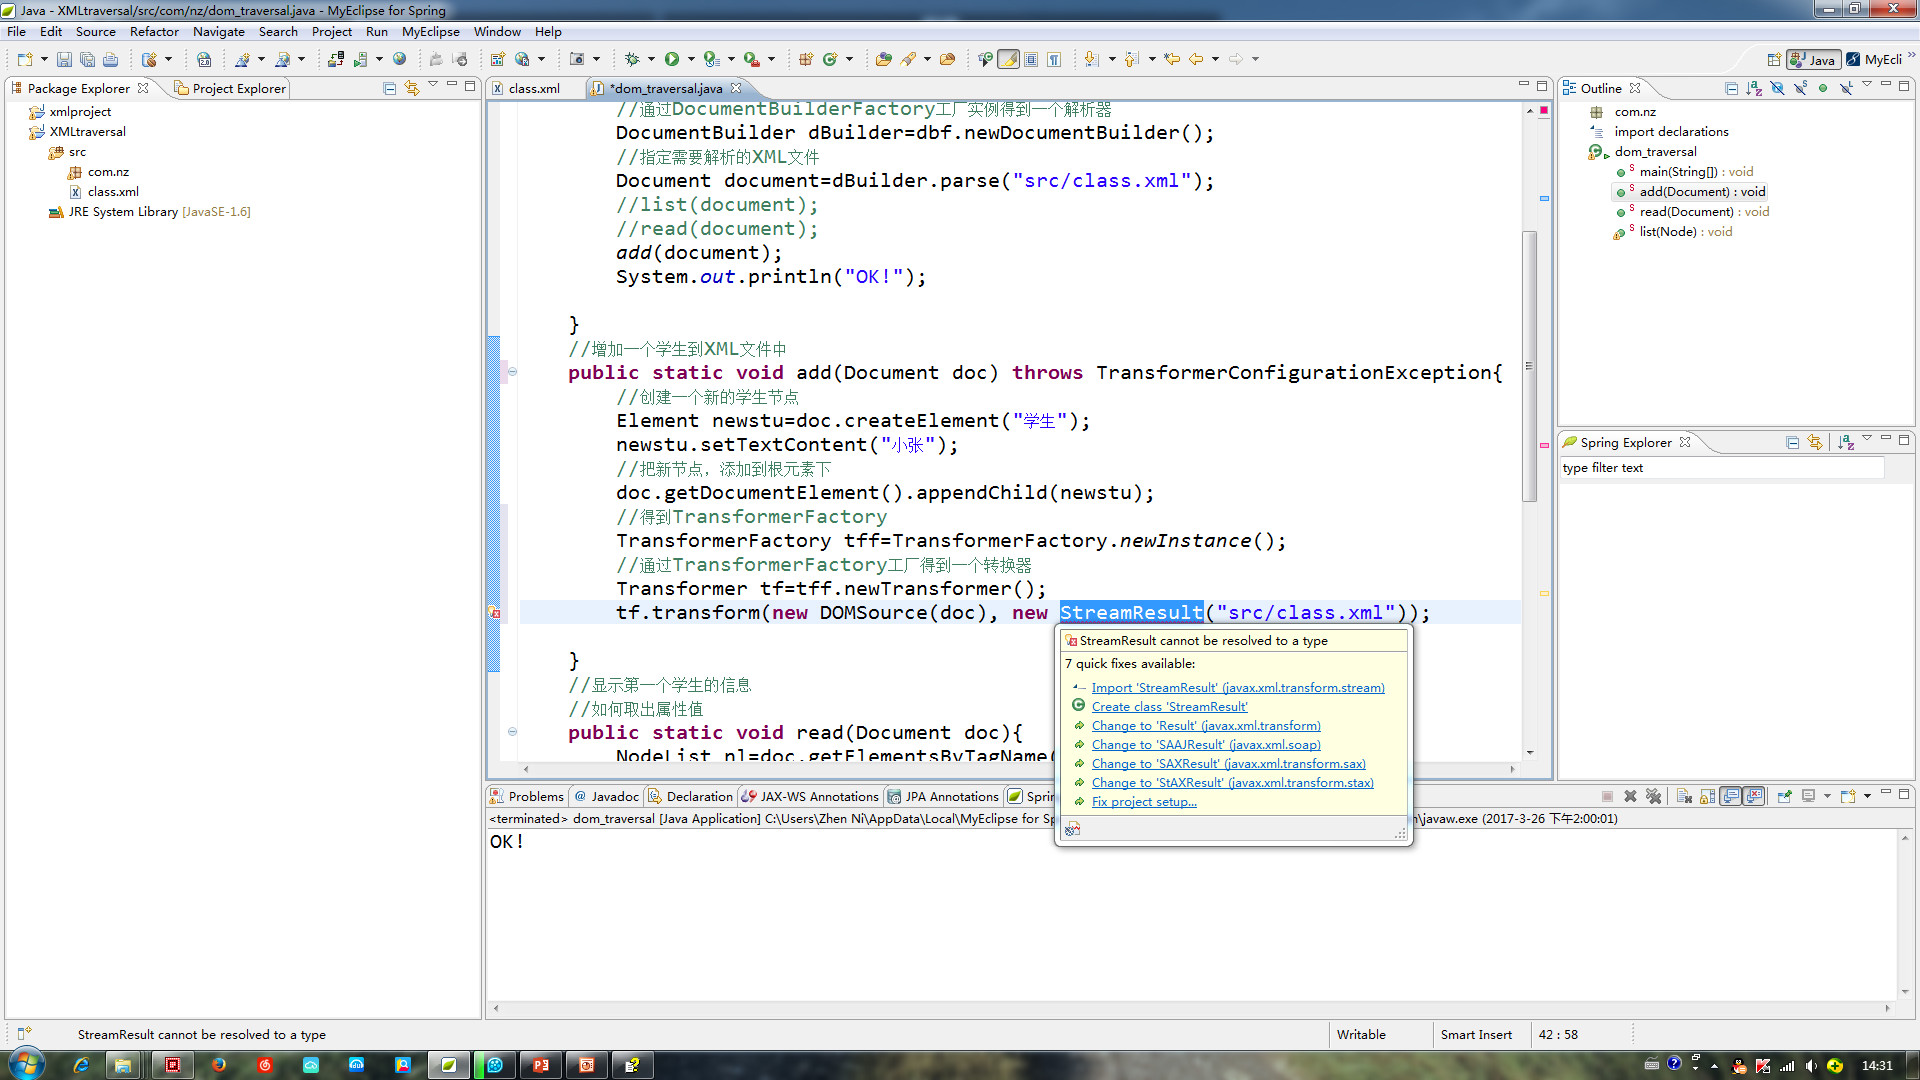 Java - XMLtraversal/src/com/nz/dom_traversal.java - MyEclipse for Spring
File Edit Source Refactor Navigate Search Project Run MyEclipse Window Help
Java MyEcli
Package Explorer Project Explorer
xmlproject
XMLtraversal
src
com.nz
class.xml
JRE System Library [JavaSE-1.6]
class.xml *dom_traversal.java
//通过DocumentBuilderFactory工厂实例得到一个解析器
DocumentBuilder dBuilder=dbf.newDocumentBuilder();
//指定需要解析的XML文件
Document document=dBuilder.parse("src/class.xml");
//list(document);
//read(document);
add(document);
System.out.println("OK!");
}
//增加一个学生到XML文件中
public static void add(Document doc) throws TransformerConfigurationException{
//创建一个新的学生节点
Element newstu=doc.createElement("学生");
newstu.setTextContent("小张");
//把新节点，添加到根元素下
doc.getDocumentElement().appendChild(newstu);
//得到TransformerFactory
TransformerFactory tff=TransformerFactory.newInstance();
//通过TransformerFactory工厂得到一个转换器
Transformer tf=tff.newTransformer();
tf.transform(new DOMSource(doc), new StreamResult("src/class.xml"));
}
//显示第一个学生的信息
//如何取出属性值
public static void read(Document doc){
NodeList nl=doc.getElementsByTagName(
StreamResult cannot be resolved to a type
7 quick fixes available:
Import 'StreamResult' (javax.xml.transform.stream)
Create class 'StreamResult'
Change to 'Result' (javax.xml.transform)
Change to 'SAAJResult' (javax.xml.soap)
Change to 'SAXResult' (javax.xml.transform.sax)
Change to 'StAXResult' (javax.xml.transform.stax)
Fix project setup...
Outline
com.nz
import declarations
dom_traversal
main(String[]) : void
add(Document) : void
read(Document) : void
list(Node) : void
Spring Explorer
type filter text
Problems Javadoc Declaration JAX-WS Annotations JPA Annotations Sprin
<terminated> dom_traversal [Java Application] C:\Users\Zhen Ni\AppData\Local\MyEclipse for Sp n\javaw.exe (2017-3-26 下午2:00:01)
OK!
StreamResult cannot be resolved to a type
Writable Smart Insert 42 : 58
14:31